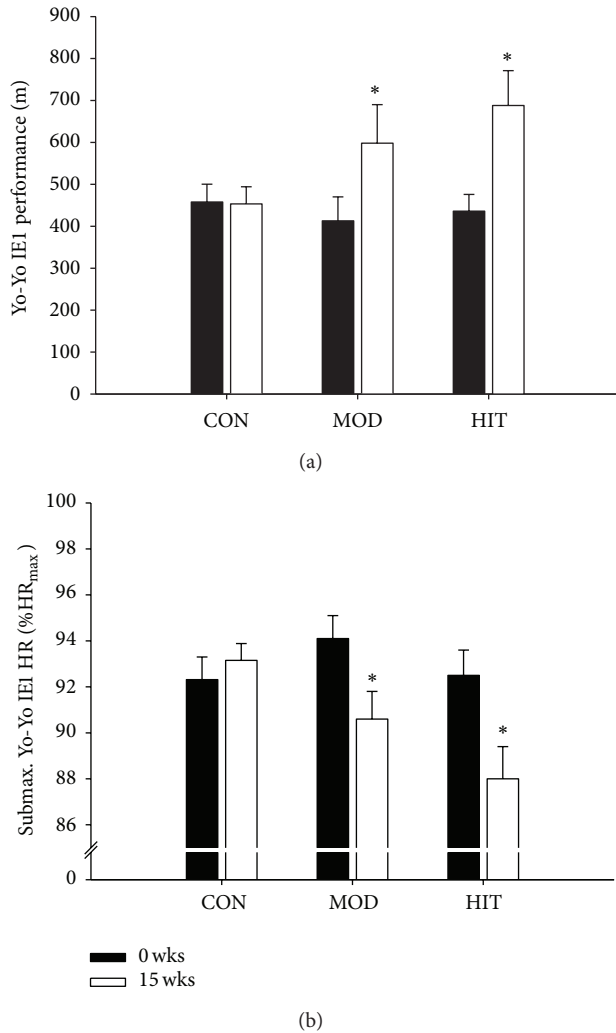 900
800
700
600
500
400
300
200
100
0
Yo-Yo IE1 performance (m)
*
*
CON MOD HIT
(a)
100
98
96
94
92
90
88
86
0
Submax. Yo-Yo IE1 HR (%HRmax)
*
*
CON MOD HIT
0 wks
15 wks
(b)